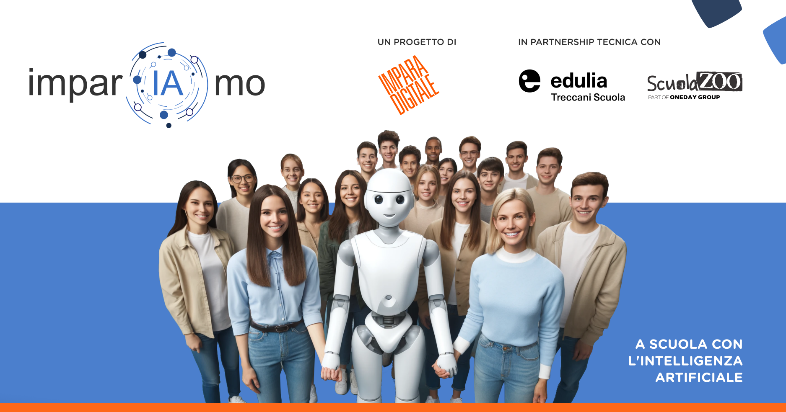 imparIAmo
UN PROGETTO DI
IMPARA
DIGITALE
IN PARTNERSHIP TECNICA CON
e edulia
Treccani Scuola
ScuolaZOO
PART OF ONEDAY GROUP
A SCUOLA CON
L'INTELLIGENZA
ARTIFICIALE